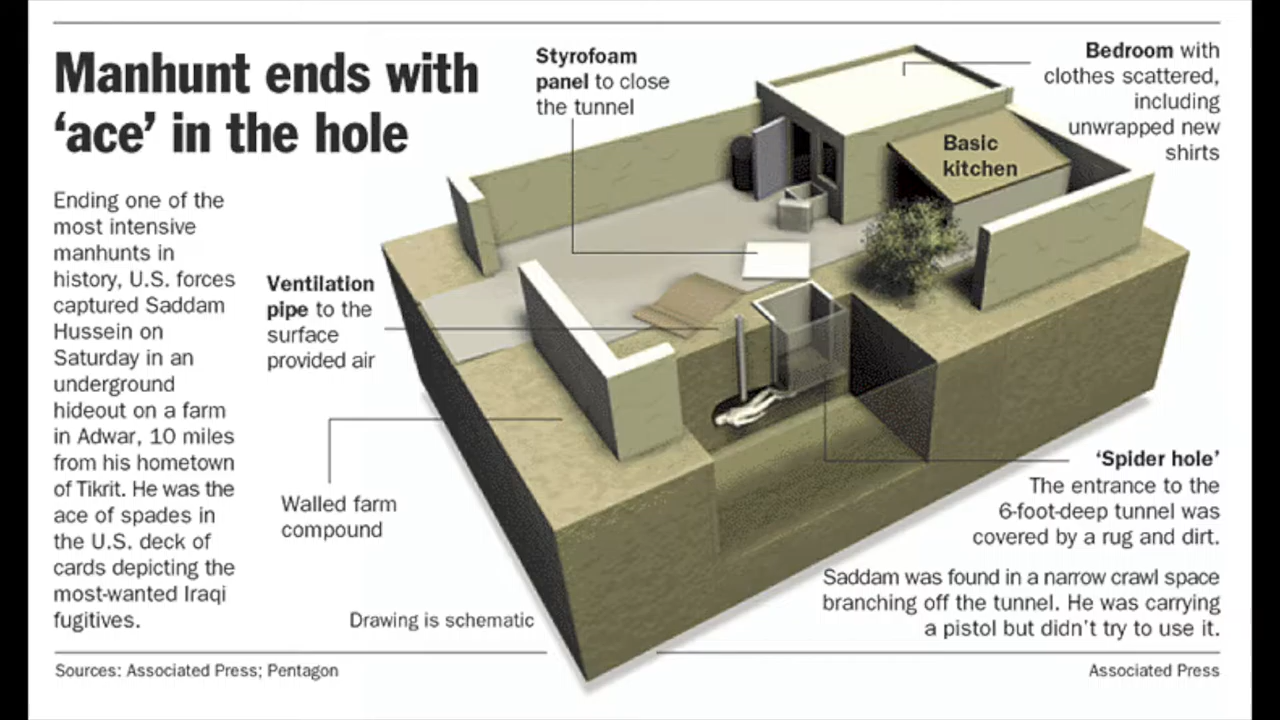 Manhunt ends with
‘ace’ in the hole
Ending one of the
most intensive
manhunts in
history, U.S. forces
captured Saddam
Hussein on
Saturday in an
underground
hideout on a farm
in Adwar, 10 miles
from his hometown
of Tikrit. He was the
ace of spades in
the U.S. deck of
cards depicting the
most-wanted Iraqi
fugitives.
Styrofoam
panel to close
the tunnel
Bedroom with
clothes scattered,
including
unwrapped new
shirts
Basic
kitchen
Ventilation
pipe to the
surface
provided air
Walled farm
compound
‘Spider hole’
The entrance to the
6-foot-deep tunnel was
covered by a rug and dirt.
Saddam was found in a narrow crawl space
branching off the tunnel. He was carrying
a pistol but didn’t try to use it.
Drawing is schematic
Sources: Associated Press; Pentagon
Associated Press